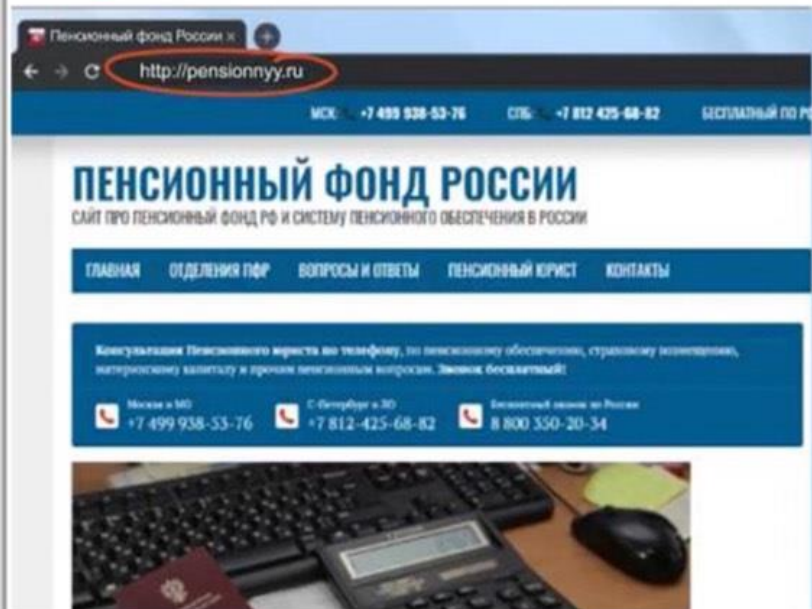 Пенсионный фонд России ×
http://pensionnyy.ru
МСК: +7 499 938-53-76 СПБ: +7 812 425-68-82 БЕСПЛАТНЫЙ ПО
ПЕНСИОННЫЙ ФОНД РОССИИ
САЙТ ПРО ПЕНСИОННЫЙ ФОНД РФ И СИСТЕМУ ПЕНСИОННОГО ОБЕСПЕЧЕНИЯ В РОССИИ
ГЛАВНАЯ ОТДЕЛЕНИЯ ПФР ВОПРОСЫ И ОТВЕТЫ ПЕНСИОННЫЙ ЮРИСТ КОНТАКТЫ
Консультация Пенсионного юриста по телефону, по пенсионному обеспечению, страховому возмещению,
материнскому капиталу и прочим пенсионным вопросам. Звонок бесплатный!
Москва и МО С-Петербург и ЛО Бесплатный звонок по России
+7 499 938-53-76 +7 812-425-68-82 8 800 350-20-34